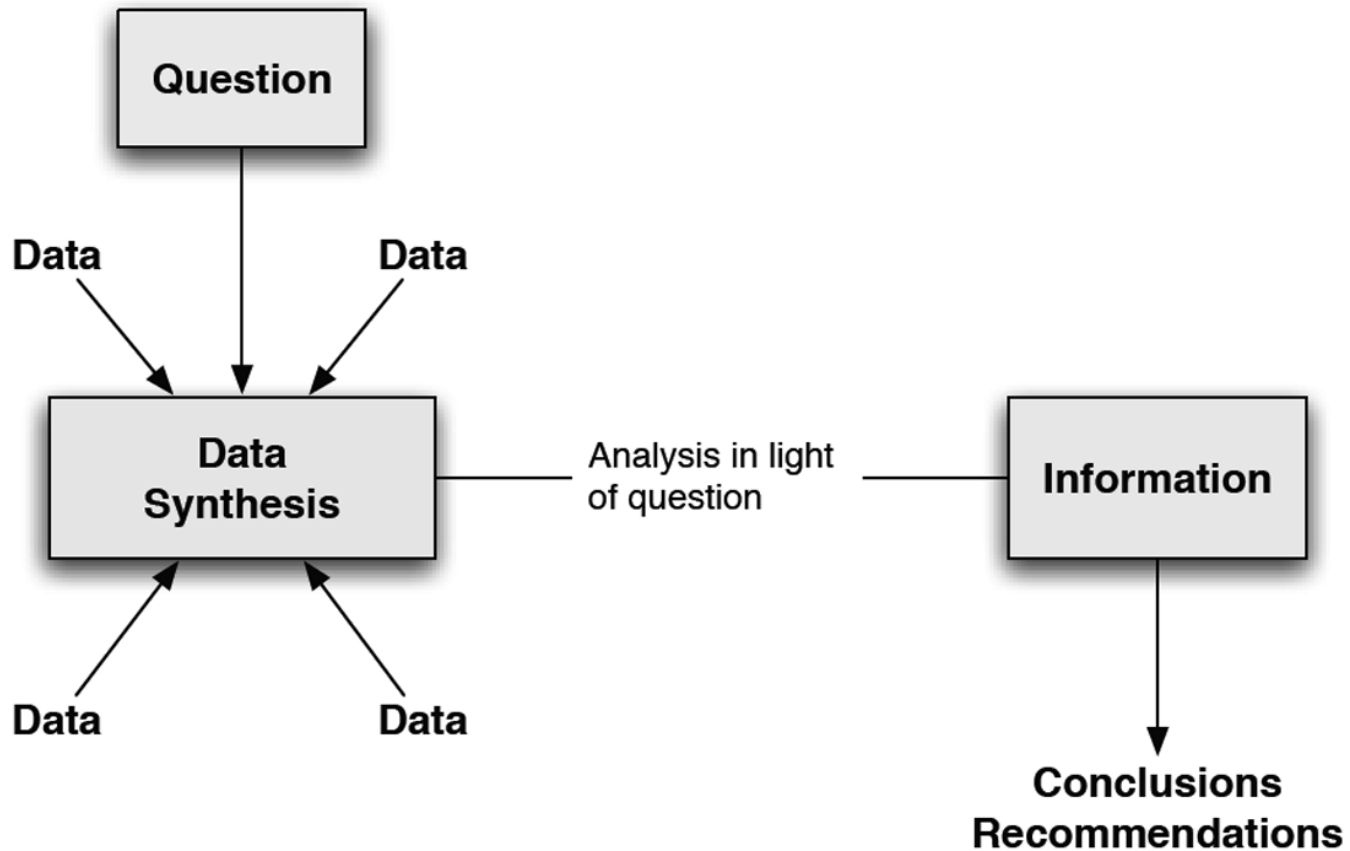 Question
Data
Data
Data
Synthesis
Analysis in light
of question
Information
Data
Data
Conclusions
Recommendations